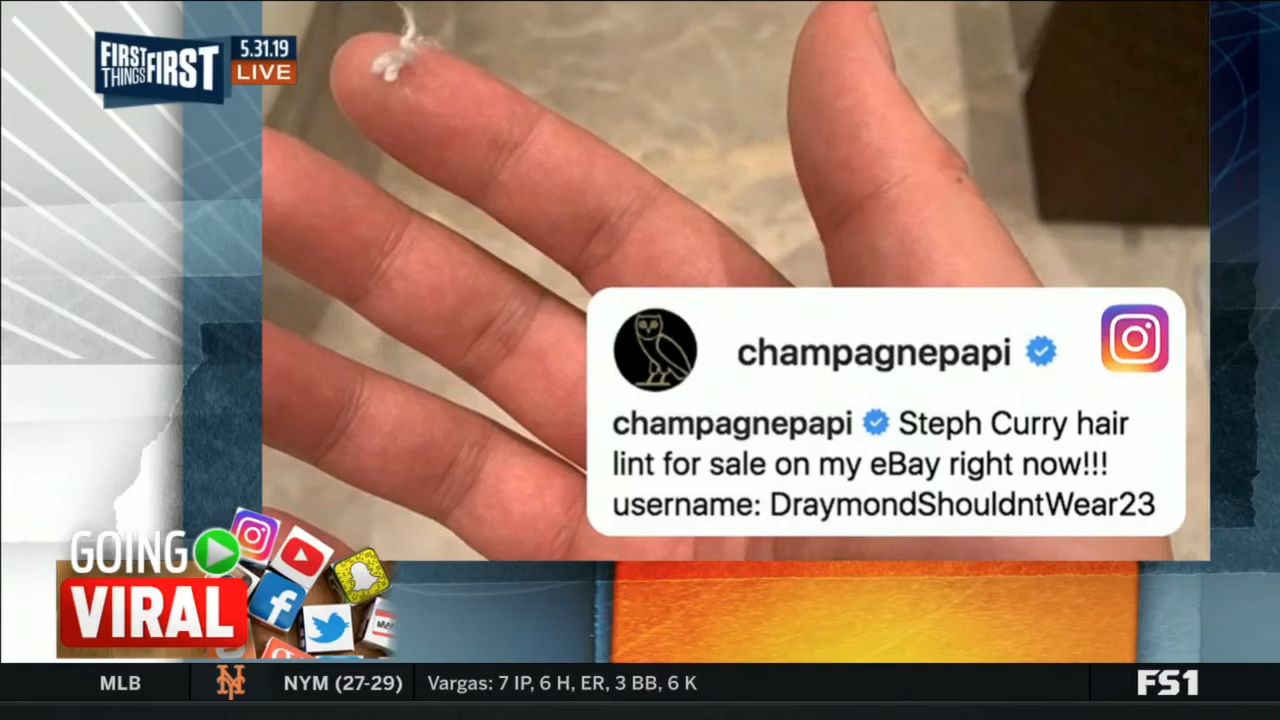 FIRST THINGS FIRST
5.31.19
LIVE
champagnepapi
champagnepapi Steph Curry hair
lint for sale on my eBay right now!!!
username: DraymondShouldntWear23
GOING
VIRAL
MLB NY NYM (27-29) Vargas: 7 IP, 6 H, ER, 3 BB, 6 K FS1